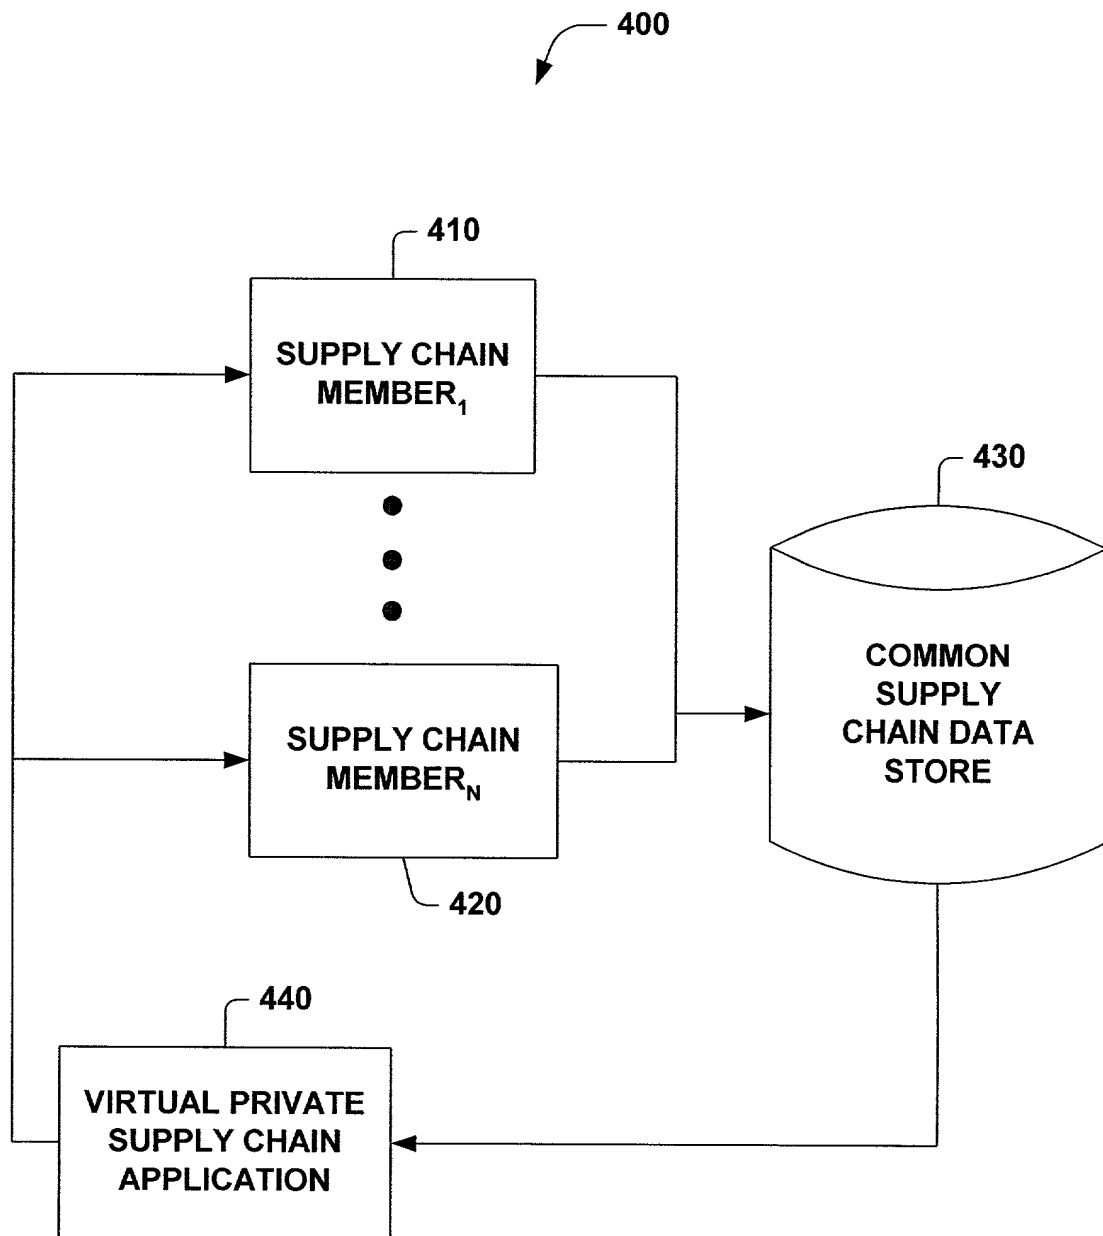 400
410
SUPPLY CHAIN
MEMBER₁
430
COMMON
SUPPLY
CHAIN DATA
STORE
SUPPLY CHAIN
MEMBER_N
420
440
VIRTUAL PRIVATE
SUPPLY CHAIN
APPLICATION